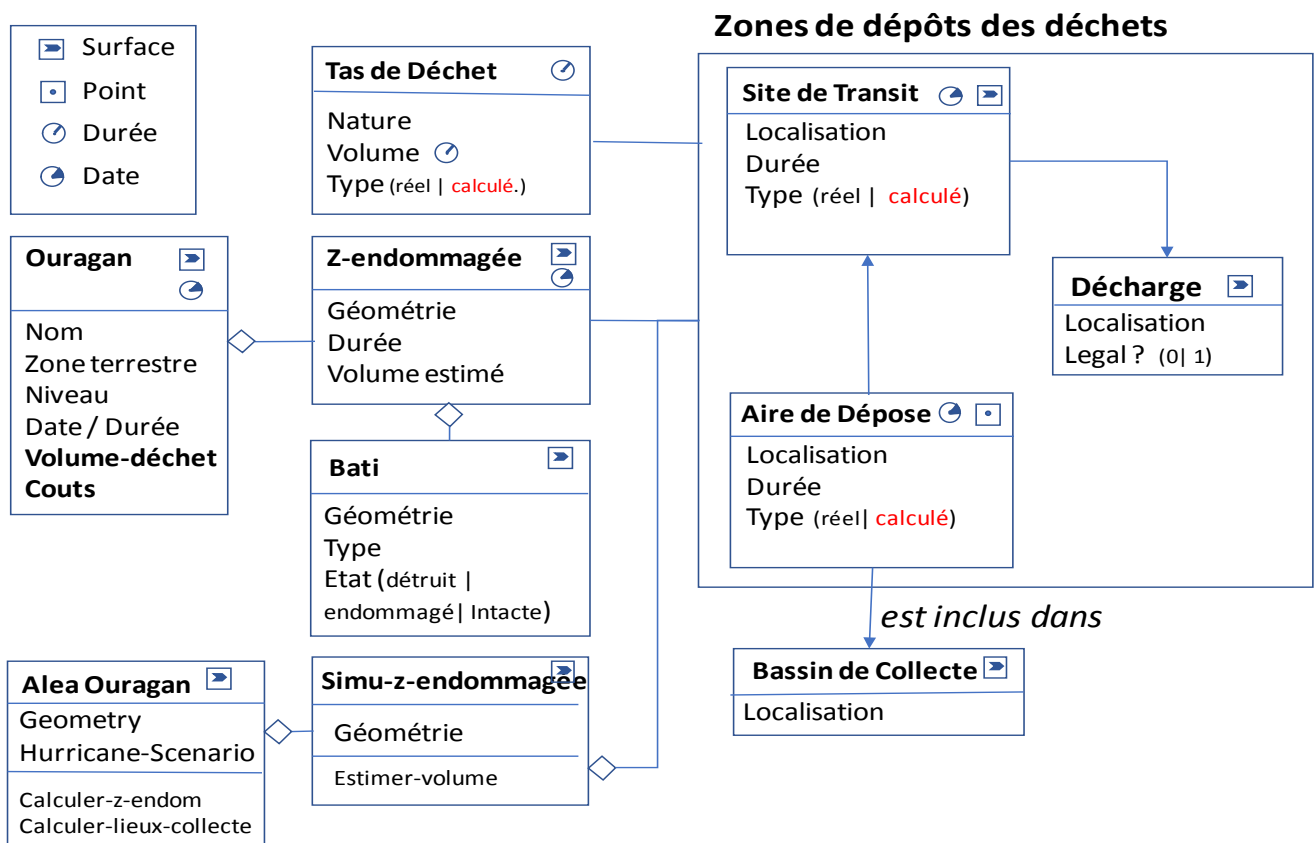 Zones de dépôts des déchets
Surface
Point
Durée
Date
Tas de Déchet
Nature
Volume
Type (réel | calculé.)
Site de Transit
Localisation
Durée
Type (réel | calculé)
Ouragan
Nom
Zone terrestre
Niveau
Date / Durée
Volume-déchet
Couts
Z-endommagée
Géométrie
Durée
Volume estimé
Décharge
Localisation
Legal ? (0| 1)
Aire de Dépose
Localisation
Durée
Type (réel| calculé)
Bati
Géométrie
Type
Etat (détruit |
endommagé| Intacte)
est inclus dans
Bassin de Collecte
Localisation
Alea Ouragan
Geometry
Hurricane-Scenario
Calculer-z-endom
Calculer-lieux-collecte
Simu-z-endommagée
Géométrie
Estimer-volume